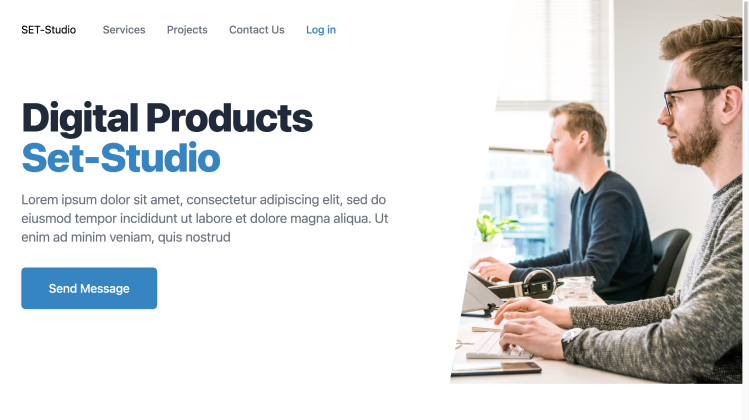 SET-Studio Services Projects Contact Us Log in
Digital Products
Set-Studio
Lorem ipsum dolor sit amet, consectetur adipiscing elit, sed do
eiusmod tempor incididunt ut labore et dolore magna aliqua. Ut
enim ad minim veniam, quis nostrud
Send Message